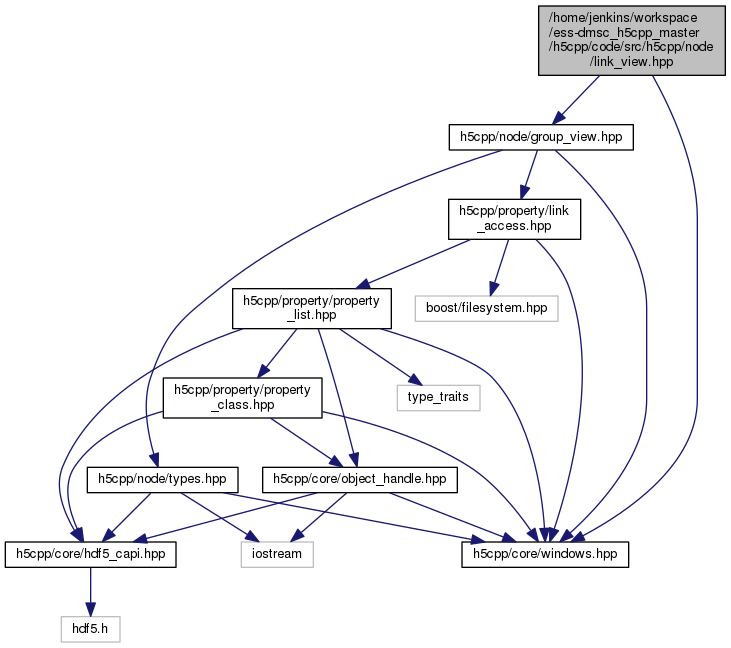 /home/jenkins/workspace
/ess-dmsc_h5cpp_master
/h5cpp/code/src/h5cpp/node
/link_view.hpp
h5cpp/node/group_view.hpp
h5cpp/property/link
_access.hpp
h5cpp/property/property
_list.hpp
boost/filesystem.hpp
h5cpp/property/property
_class.hpp
type_traits
h5cpp/node/types.hpp
h5cpp/core/object_handle.hpp
h5cpp/core/hdf5_capi.hpp
iostream
h5cpp/core/windows.hpp
hdf5.h